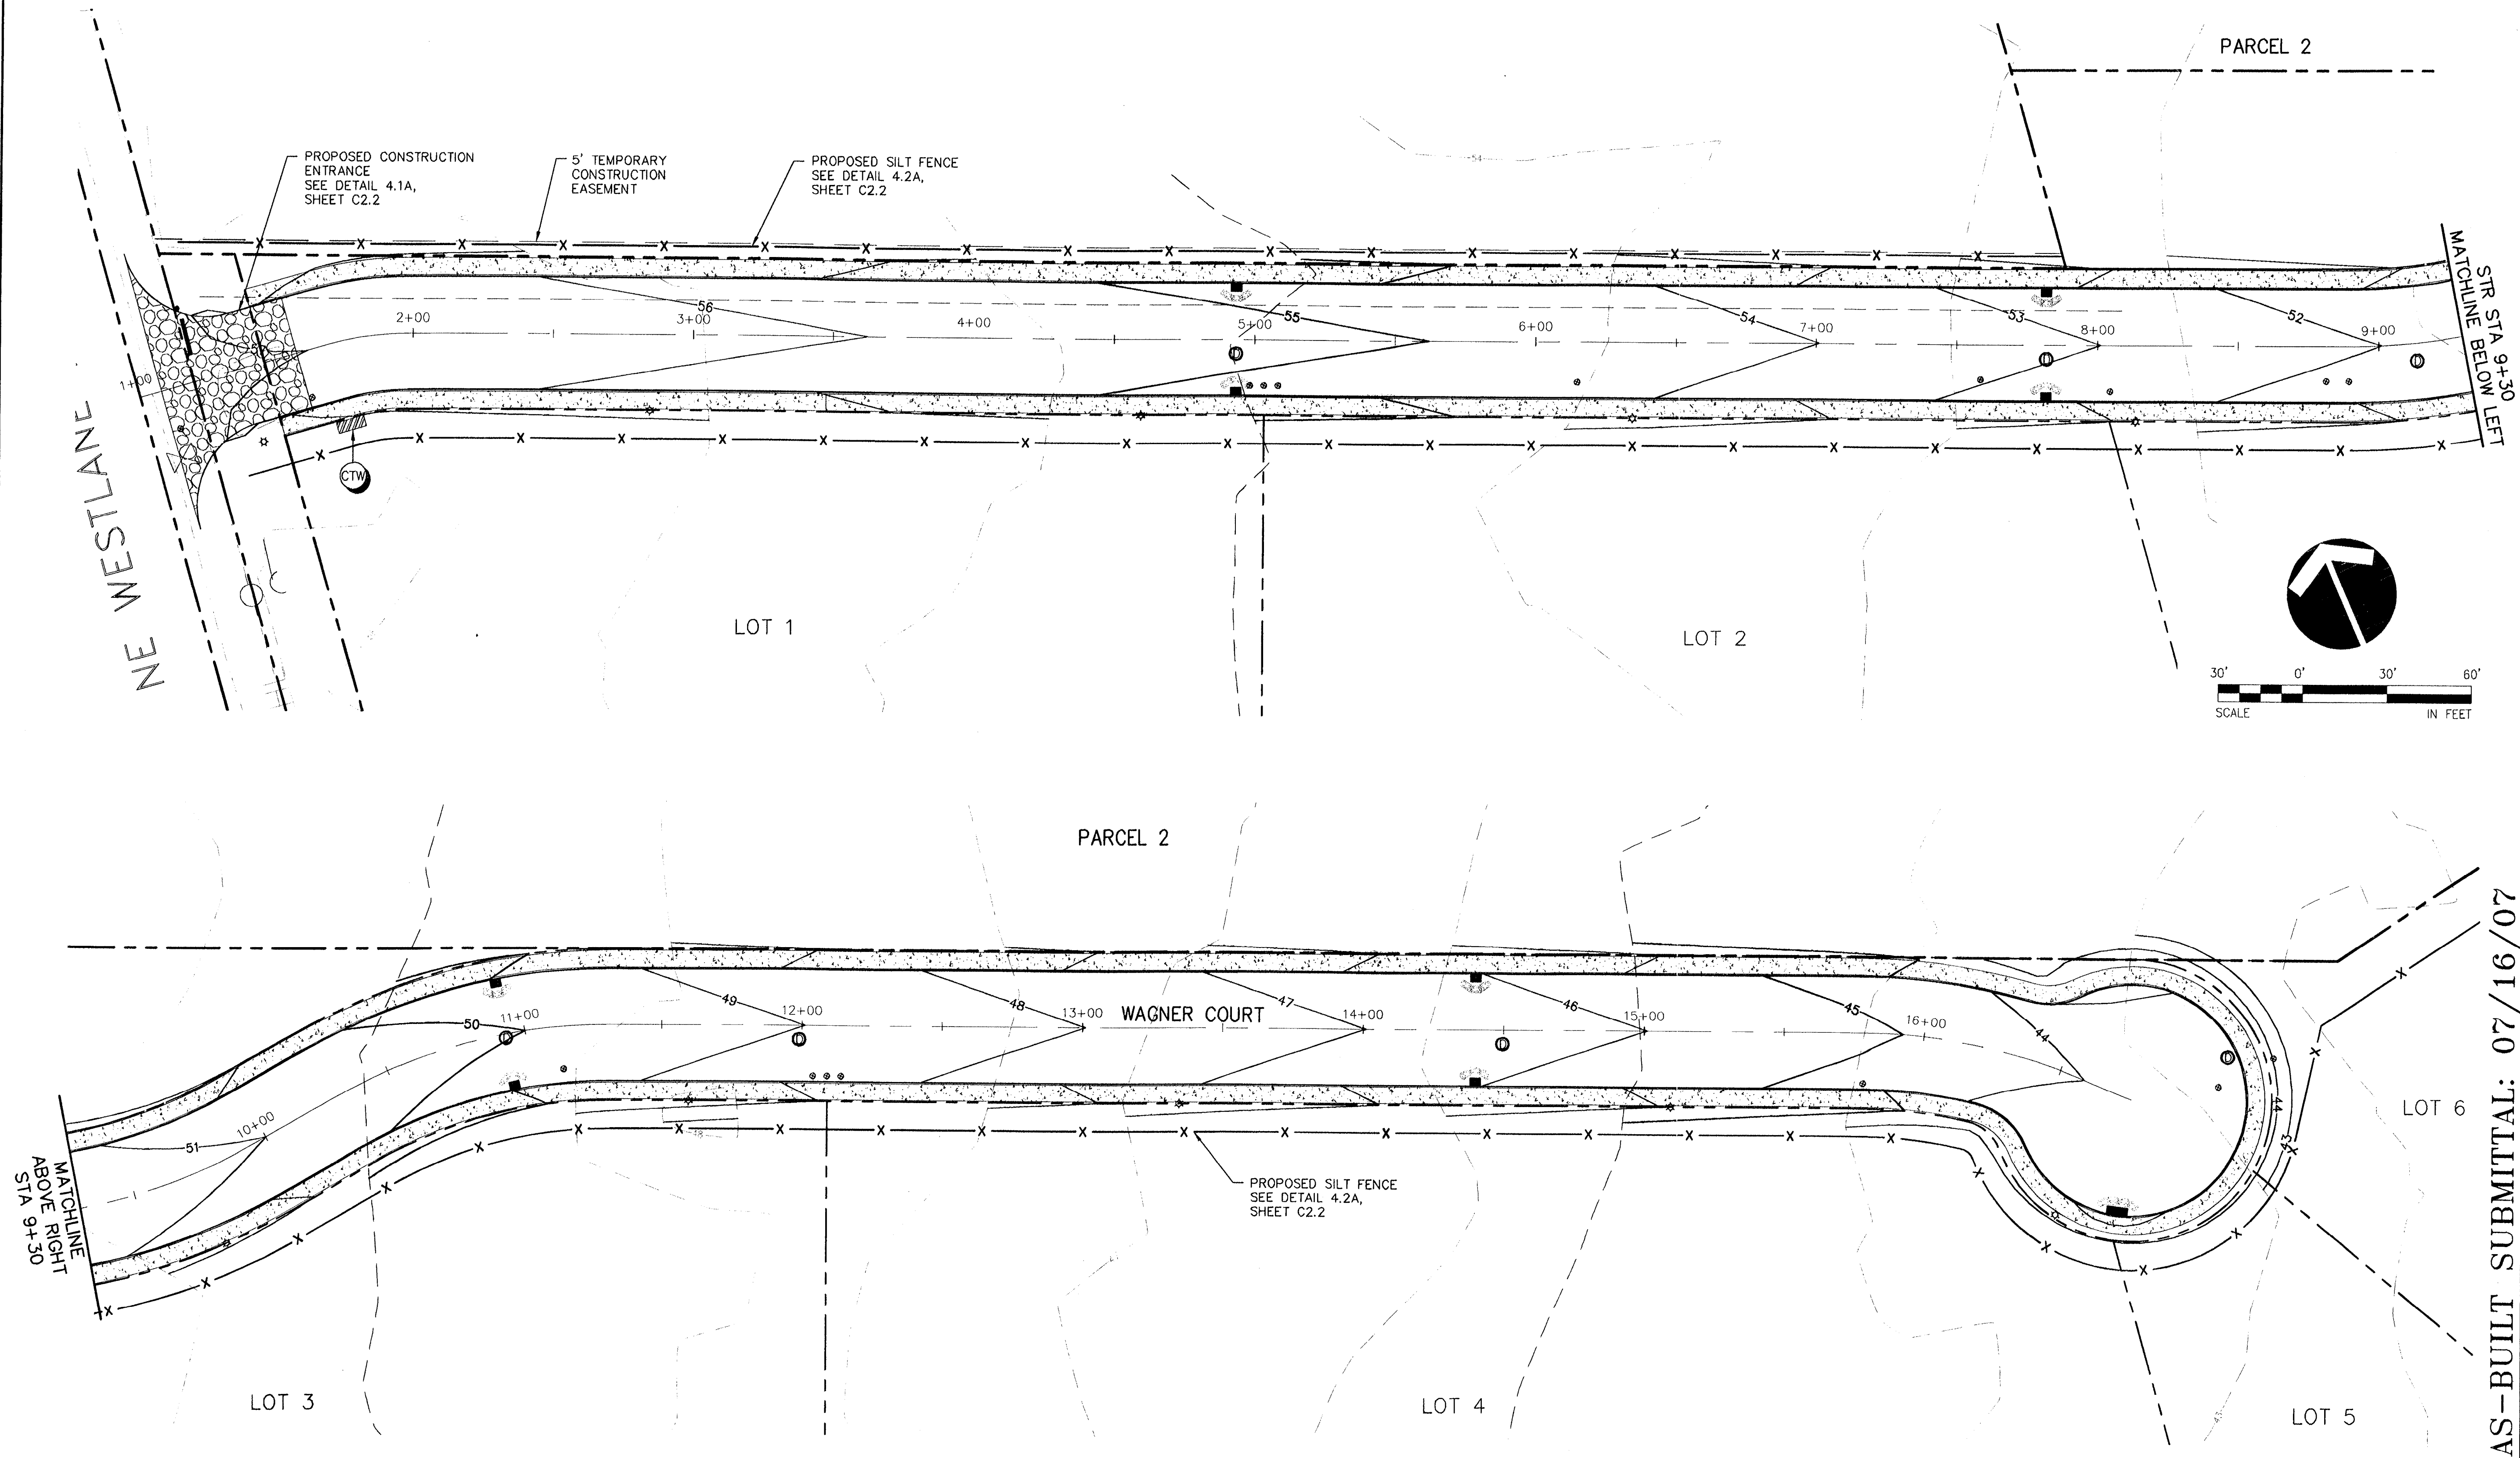 PARCEL 2
PROPOSED CONSTRUCTION
ENTRANCE
SEE DETAIL 4.1A,
SHEET C2.2
5' TEMPORARY
CONSTRUCTION
EASEMENT
PROPOSED SILT FENCE
SEE DETAIL 4.2A,
SHEET C2.2
54
STR STA 9+30
MATCHLINE BELOW LEFT
56
55
54
53
52
1+00
2+00
3+00
4+00
5+00
6+00
7+00
8+00
9+00
CTW
NE WESTLANE
LOT 1
LOT 2
30'
0'
30'
60'
SCALE
IN FEET
PARCEL 2
WAGNER COURT
51
50
49
48
47
46
45
44
44
43
10+00
11+00
12+00
13+00
14+00
15+00
16+00
MATCHLINE
ABOVE RIGHT
STA 9+30
PROPOSED SILT FENCE
SEE DETAIL 4.2A,
SHEET C2.2
LOT 3
LOT 4
LOT 5
LOT 6
AS-BUILT SUBMITTAL: 07/16/07